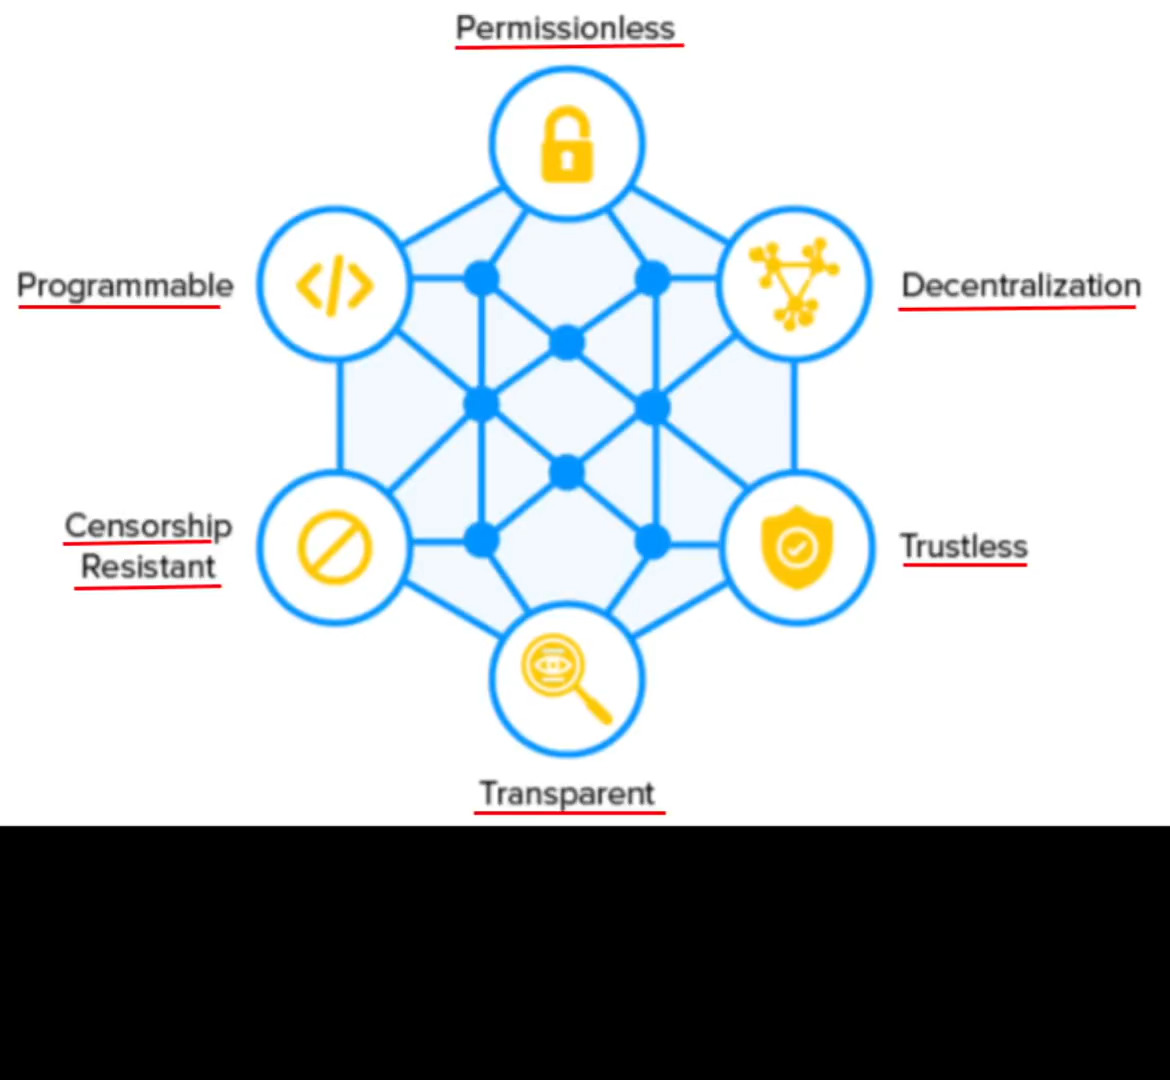 Permissionless
Programmable
Decentralization
Censorship
Resistant
Trustless
Transparent